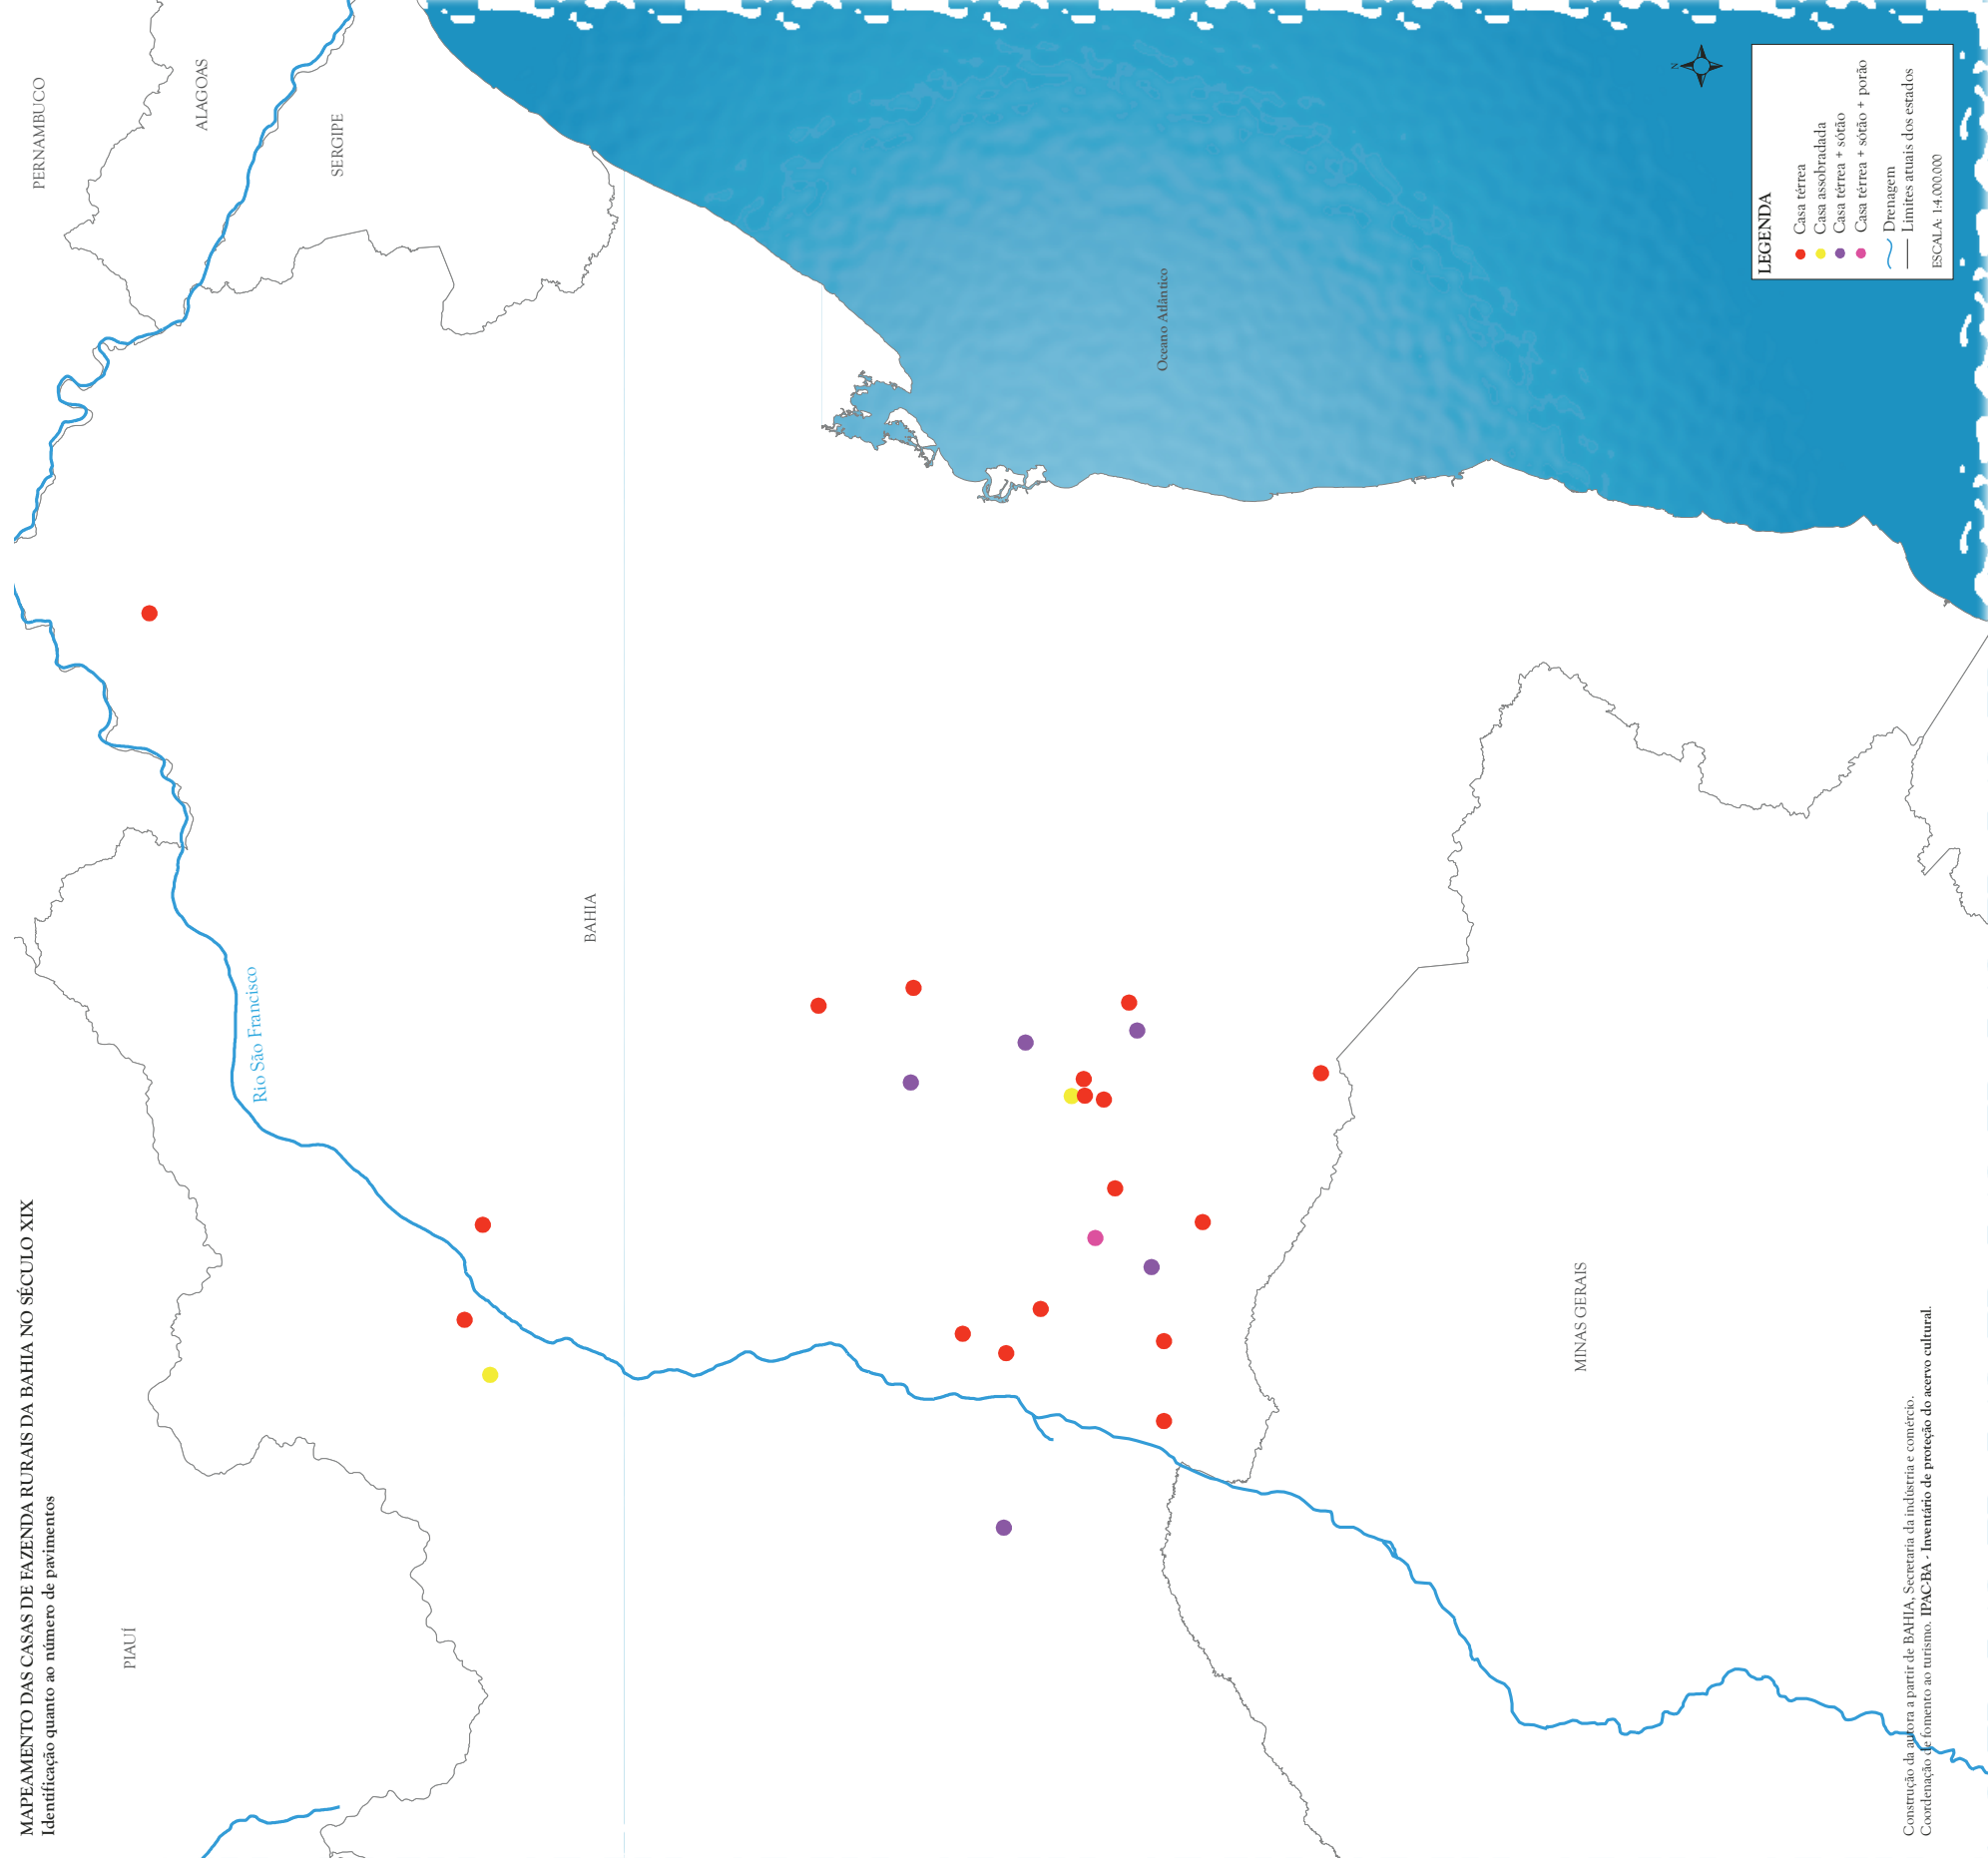 MAPEAMENTO DAS CASAS DE FAZENDA RURAIS DA BAHIA NO SÉCULO XIX
Identificação quanto ao número de pavimentos
PERNAMBUCO
ALAGOAS
SERGIPE
PIAUÍ
Rio São Francisco
BAHIA
Oceano Atlântico
MINAS GERAIS
N
LEGENDA
Casa térrea
Casa assobradada
Casa térrea + sótão
Casa térrea + sótão + porão
Drenagem
Limites atuais dos estados
ESCALA: 1:4.000.000
Construção da autora a partir de BAHIA, Secretaria da indústria e comércio.
Coordenação de fomento ao turismo. IPAC-BA - Inventário de proteção do acervo cultural.